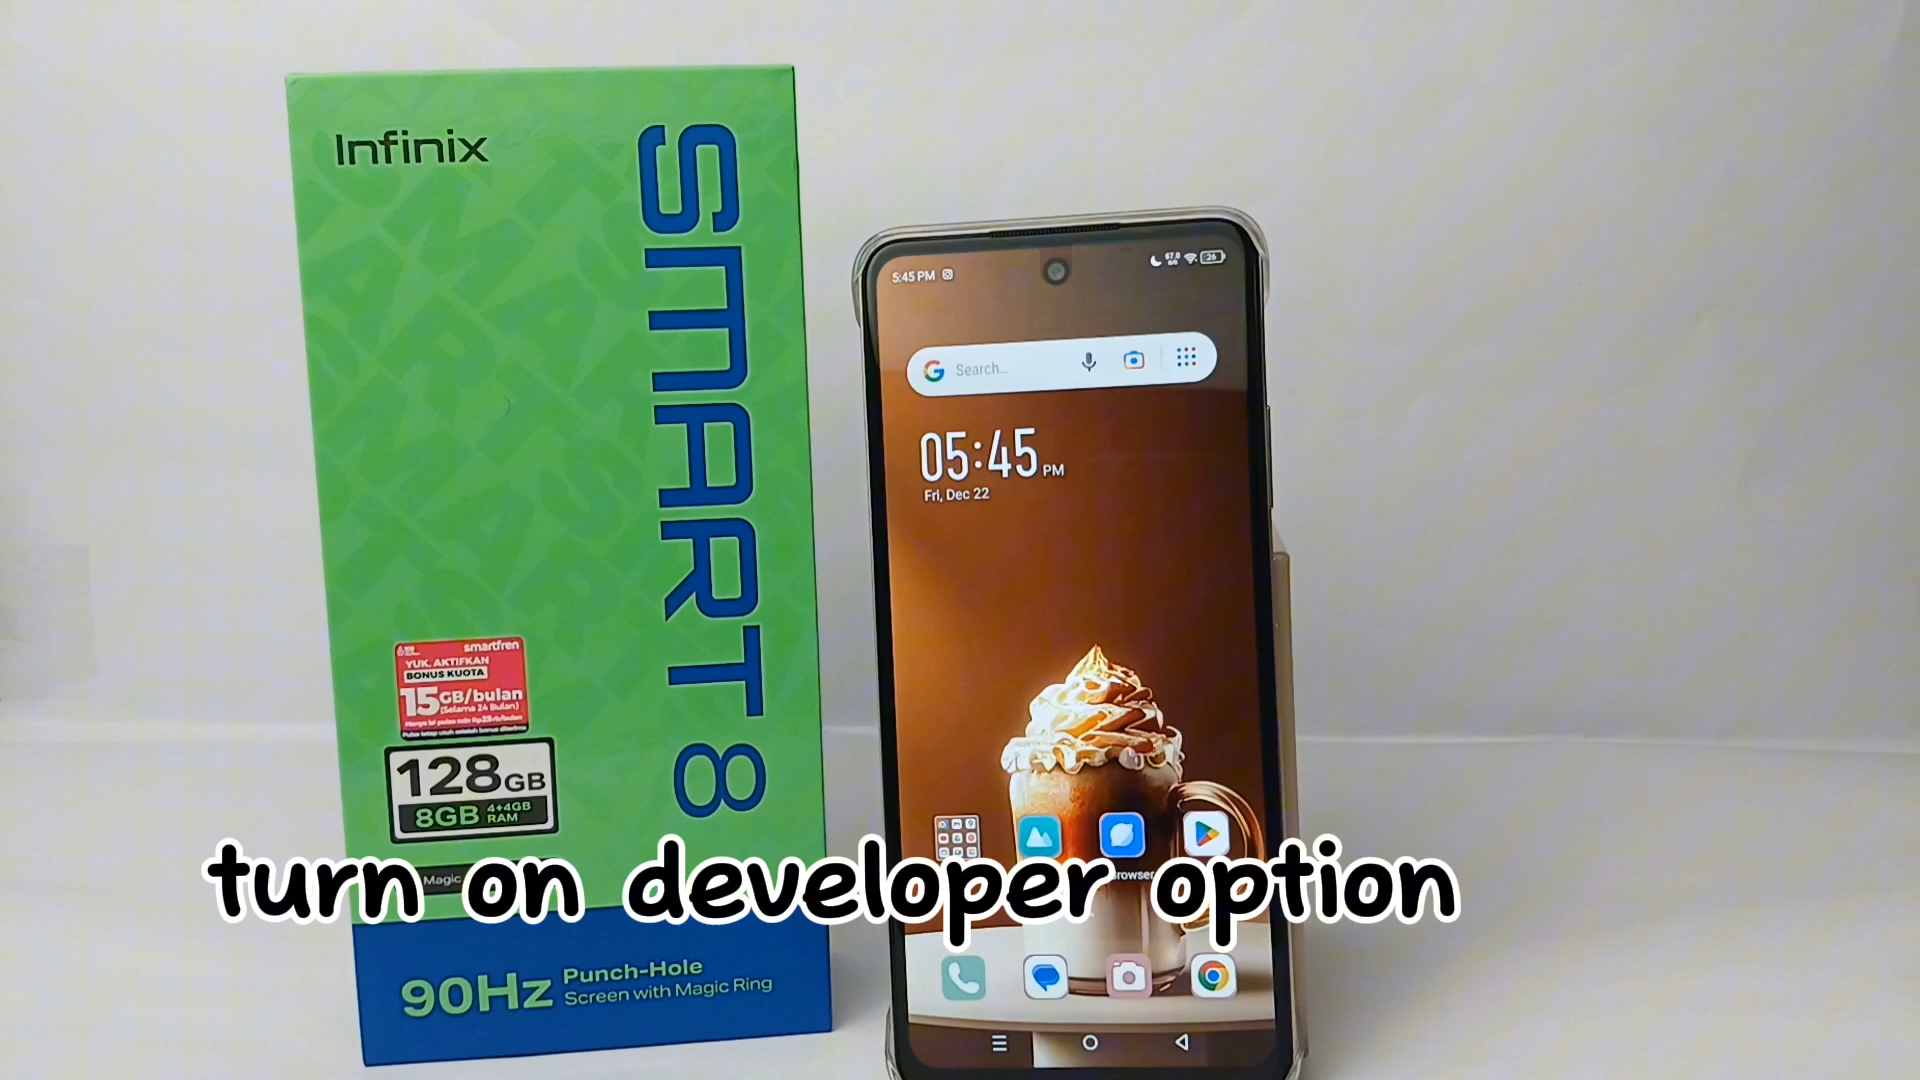 Infinix
SMART 8
smartfren
YUK, AKTIFKAN
BONUS KUOTA
15GB/bulan
(Selama 24 Bulan)
128GB
8GB 4+4GB RAM
Magic
90Hz Punch-Hole
Screen with Magic Ring
5:45 PM
26
Search...
05:45 PM
Fri, Dec 22
turn on developer option